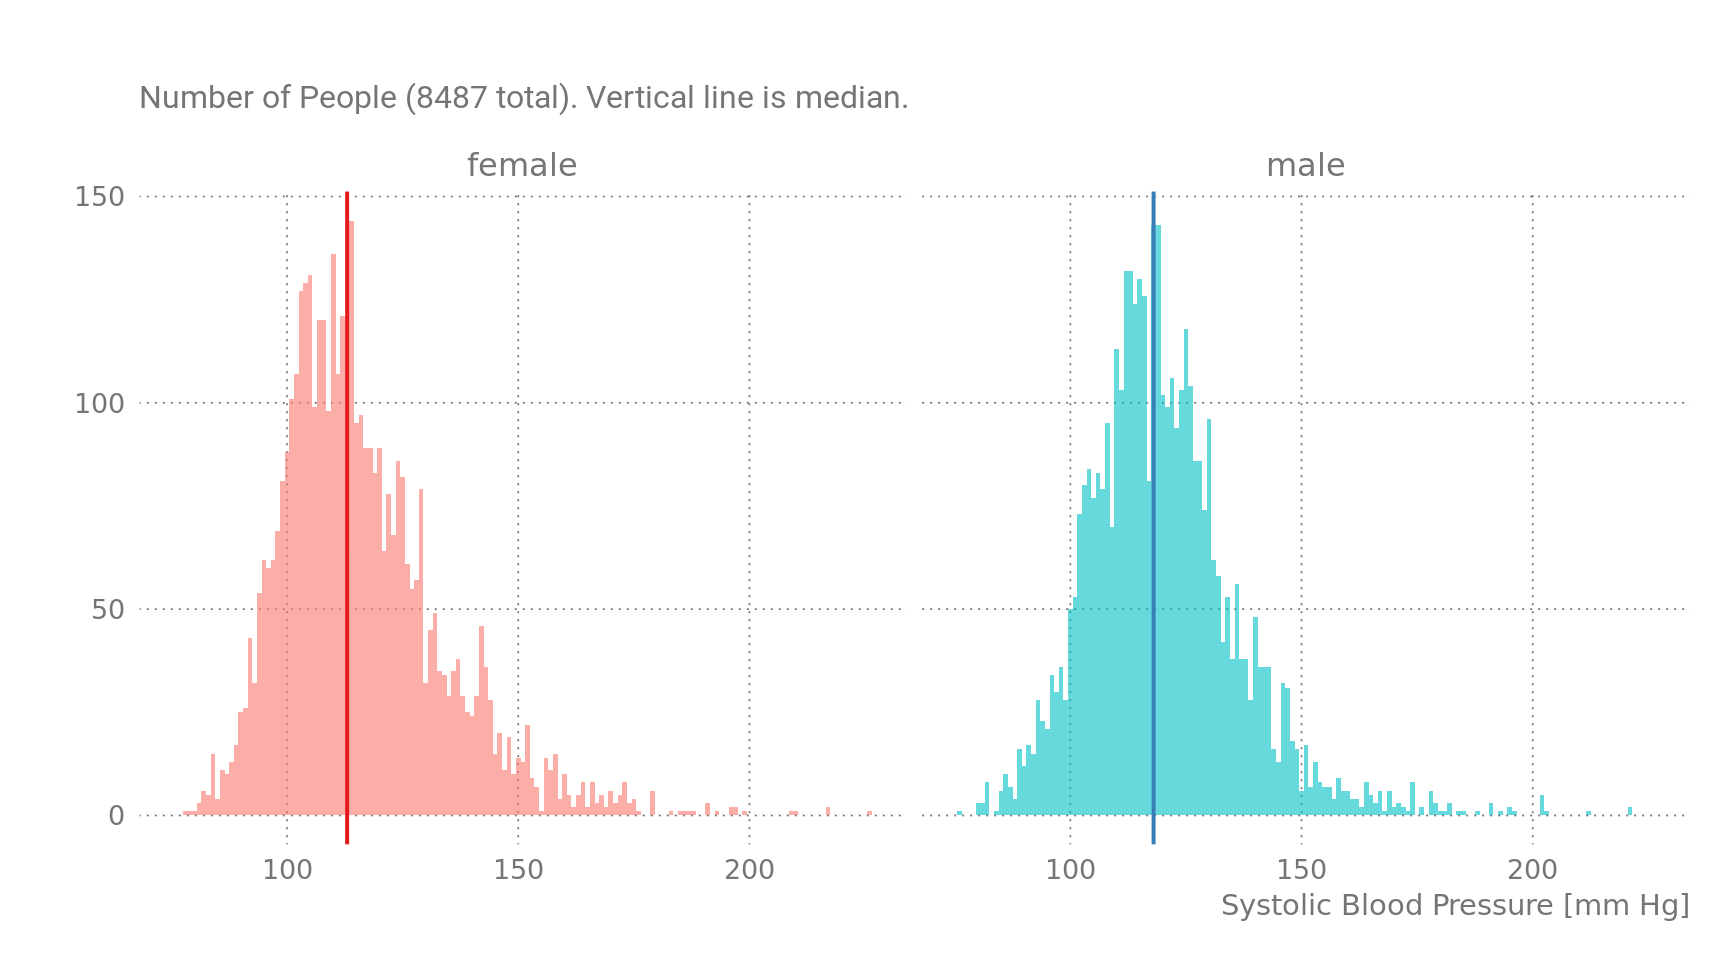 Number of People (8487 total). Vertical line is median.
female
male
150
100
50
0
100 150 200
100 150 200
Systolic Blood Pressure [mm Hg]